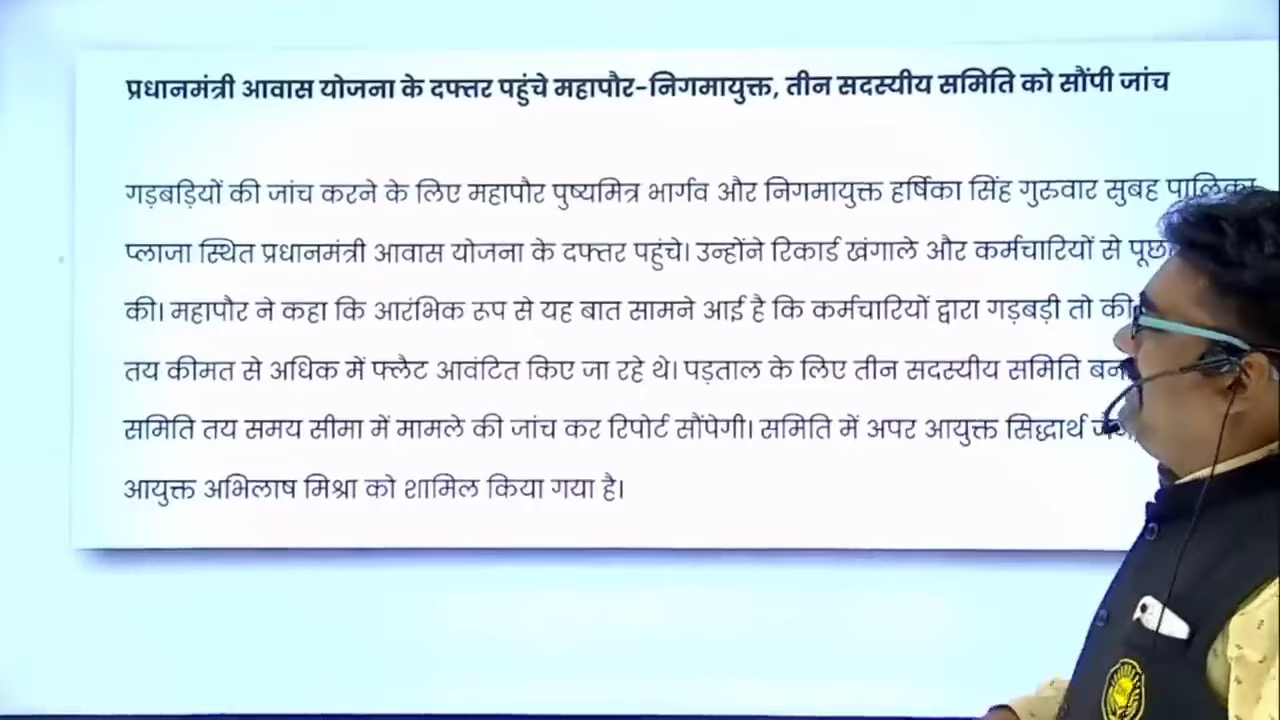 प्रधानमंत्री आवास योजना के दफ्तर पहुंचे महापौर-निगमायुक्त, तीन सदस्यीय समिति को सौंपी जांच
गड़बड़ियों की जांच करने के लिए महापौर पुष्यमित्र भार्गव और निगमायुक्त हर्षिका सिंह गुरुवार सुबह पालिका
प्लाजा स्थित प्रधानमंत्री आवास योजना के दफ्तर पहुंचे। उन्होंने रिकार्ड खंगाले और कर्मचारियों से
की। महापौर ने कहा कि आरंभिक रूप से यह बात सामने आई है कि कर्मचारियों द्वारा गड़बड़ी तो की
तय कीमत से अधिक में फ्लैट आवंटित किए जा रहे थे। पड़ताल के लिए तीन सदस्यीय समिति
समिति तय समय सीमा में मामले की जांच कर रिपोर्ट सौंपेगी। समिति में अपर आयुक्त सिद्धार्थ
आयुक्त अभिलाष मिश्रा को शामिल किया गया है।